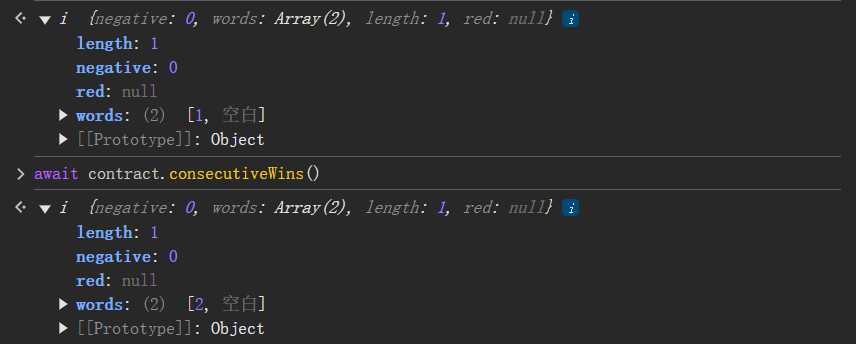 i {negative: 0, words: Array(2), length: 1, red: null} i
length: 1
negative: 0
red: null
words: (2) [1, 空白]
[[Prototype]]: Object
await contract.consecutiveWins()
i {negative: 0, words: Array(2), length: 1, red: null} i
length: 1
negative: 0
red: null
words: (2) [2, 空白]
[[Prototype]]: Object